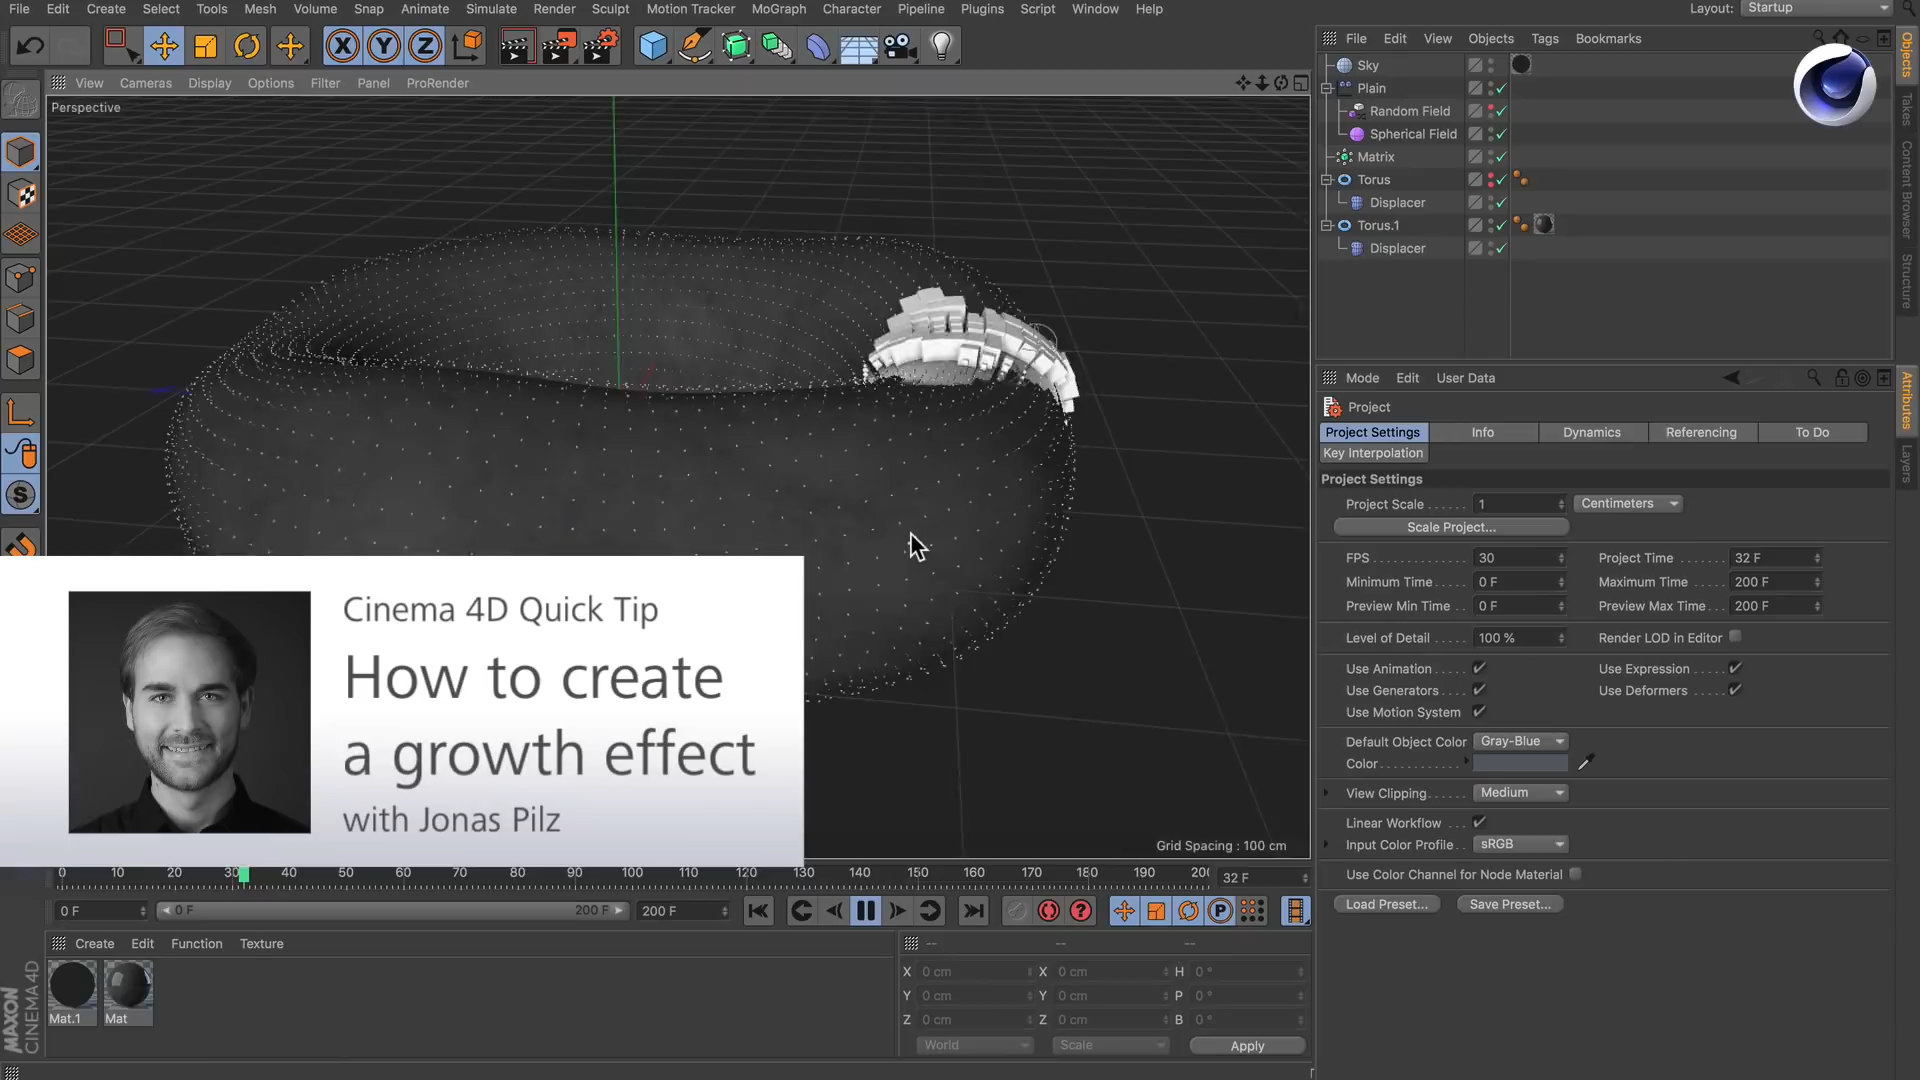 File Edit Create Select Tools Mesh Volume Snap Animate Simulate Render Sculpt Motion Tracker MoGraph Character Pipeline Plugins Script Window Help Layout: Startup
File Edit View Objects Tags Bookmarks
Sky
Plain
Random Field
Spherical Field
Matrix
Torus
Displacer
Torus.1
Displacer
Objects
Takes
Content Browser
Structure
View Cameras Display Options Filter Panel ProRender
Perspective
Grid Spacing : 100 cm
Cinema 4D Quick Tip
How to create
a growth effect
with Jonas Pilz
Mode Edit User Data
Project
Project Settings Info Dynamics Referencing To Do
Key Interpolation
Project Settings
Project Scale 1 Centimeters
Scale Project...
FPS 30 Project Time 32 F
Minimum Time 0 F Maximum Time 200 F
Preview Min Time 0 F Preview Max Time 200 F
Level of Detail 100 % Render LOD in Editor
Use Animation Use Expression
Use Generators Use Deformers
Use Motion System
Default Object Color Gray-Blue
Color
View Clipping Medium
Linear Workflow
Input Color Profile sRGB
Use Color Channel for Node Material
Load Preset... Save Preset...
Attributes
Layers
0 10 20 30 40 50 60 70 80 90 100 110 120 130 140 150 160 170 180 190 200 32 F
0 F 0 F 200 F 200 F
Create Edit Function Texture
Mat.1 Mat
-- -- --
X 0 cm X 0 cm H 0 °
Y 0 cm Y 0 cm P 0 °
Z 0 cm Z 0 cm B 0 °
World Scale Apply
MAXON
CINEMA 4D